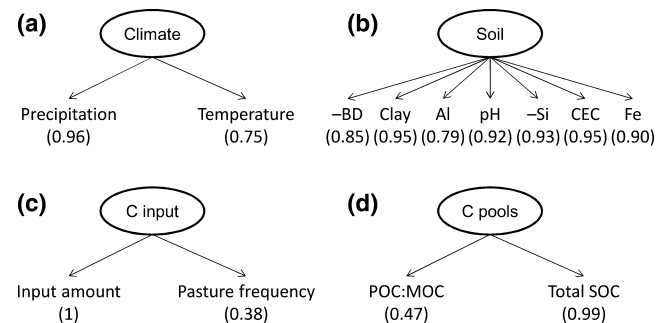 (a)
Climate
Precipitation
(0.96)
Temperature
(0.75)
(b)
Soil
–BD Clay Al pH –Si CEC Fe
(0.85) (0.95) (0.79) (0.92) (0.93) (0.95) (0.90)
(c)
C input
Input amount
(1)
Pasture frequency
(0.38)
(d)
C pools
POC:MOC
(0.47)
Total SOC
(0.99)